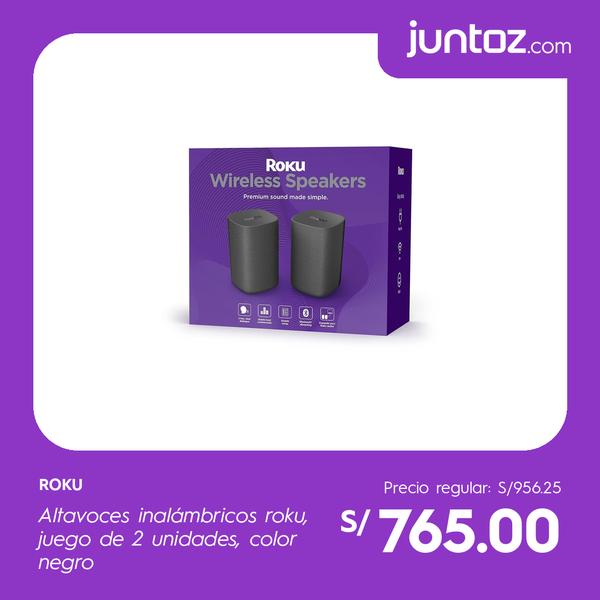 juntoz.com
ROKU
Wireless Speakers
Premium sound made simple.
ROKU
Altavoces inalámbricos roku,
juego de 2 unidades, color
negro
Precio regular: S/956.25
S/ 765.00